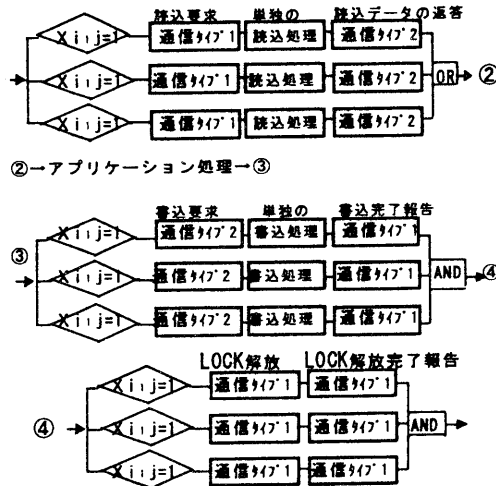 読込要求 単独の 読込データの返答
Xi,j=1 通信タイプ1 読込処理 通信タイプ2
Xi,j=1 通信タイプ1 読込処理 通信タイプ2 OR ②
Xi,j=1 通信タイプ1 読込処理 通信タイプ2
②→アプリケーション処理→③
書込要求 単独の 書込完了報告
Xi,j=1 通信タイプ2 書込処理 通信タイプ1
③ Xi,j=1 通信タイプ2 書込処理 通信タイプ1 AND ④
Xi,j=1 通信タイプ2 書込処理 通信タイプ1
LOCK解放 LOCK解放完了報告
Xi,j=1 通信タイプ1 通信タイプ1
④ Xi,j=1 通信タイプ1 通信タイプ1 AND
Xi,j=1 通信タイプ1 通信タイプ1